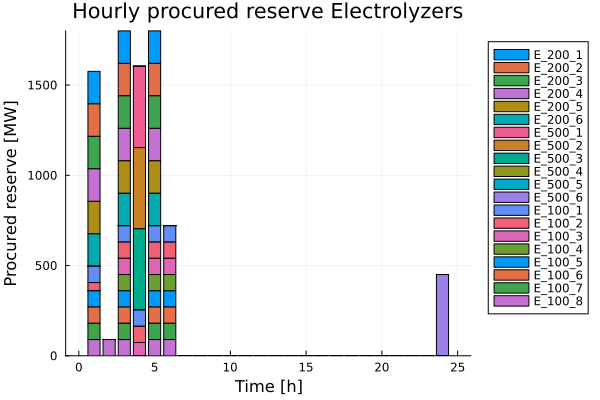 Hourly procured reserve Electrolyzers
Procured reserve [MW]
1500
1000
500
0
0 5 10 15 20 25
Time [h]
E_200_1
E_200_2
E_200_3
E_200_4
E_200_5
E_200_6
E_500_1
E_500_2
E_500_3
E_500_4
E_500_5
E_500_6
E_100_1
E_100_2
E_100_3
E_100_4
E_100_5
E_100_6
E_100_7
E_100_8